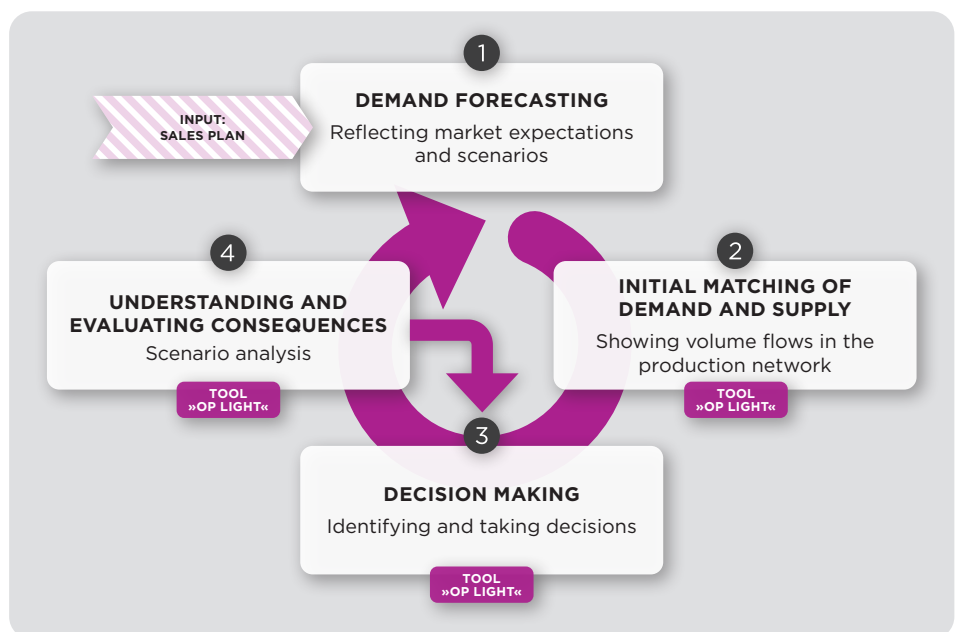 1
DEMAND FORECASTING
Reflecting market expectations
and scenarios
INPUT:
SALES PLAN
2
INITIAL MATCHING OF
DEMAND AND SUPPLY
Showing volume flows in the
production network
TOOL
»OP LIGHT«
3
DECISION MAKING
Identifying and taking decisions
TOOL
»OP LIGHT«
4
UNDERSTANDING AND
EVALUATING CONSEQUENCES
Scenario analysis
TOOL
»OP LIGHT«